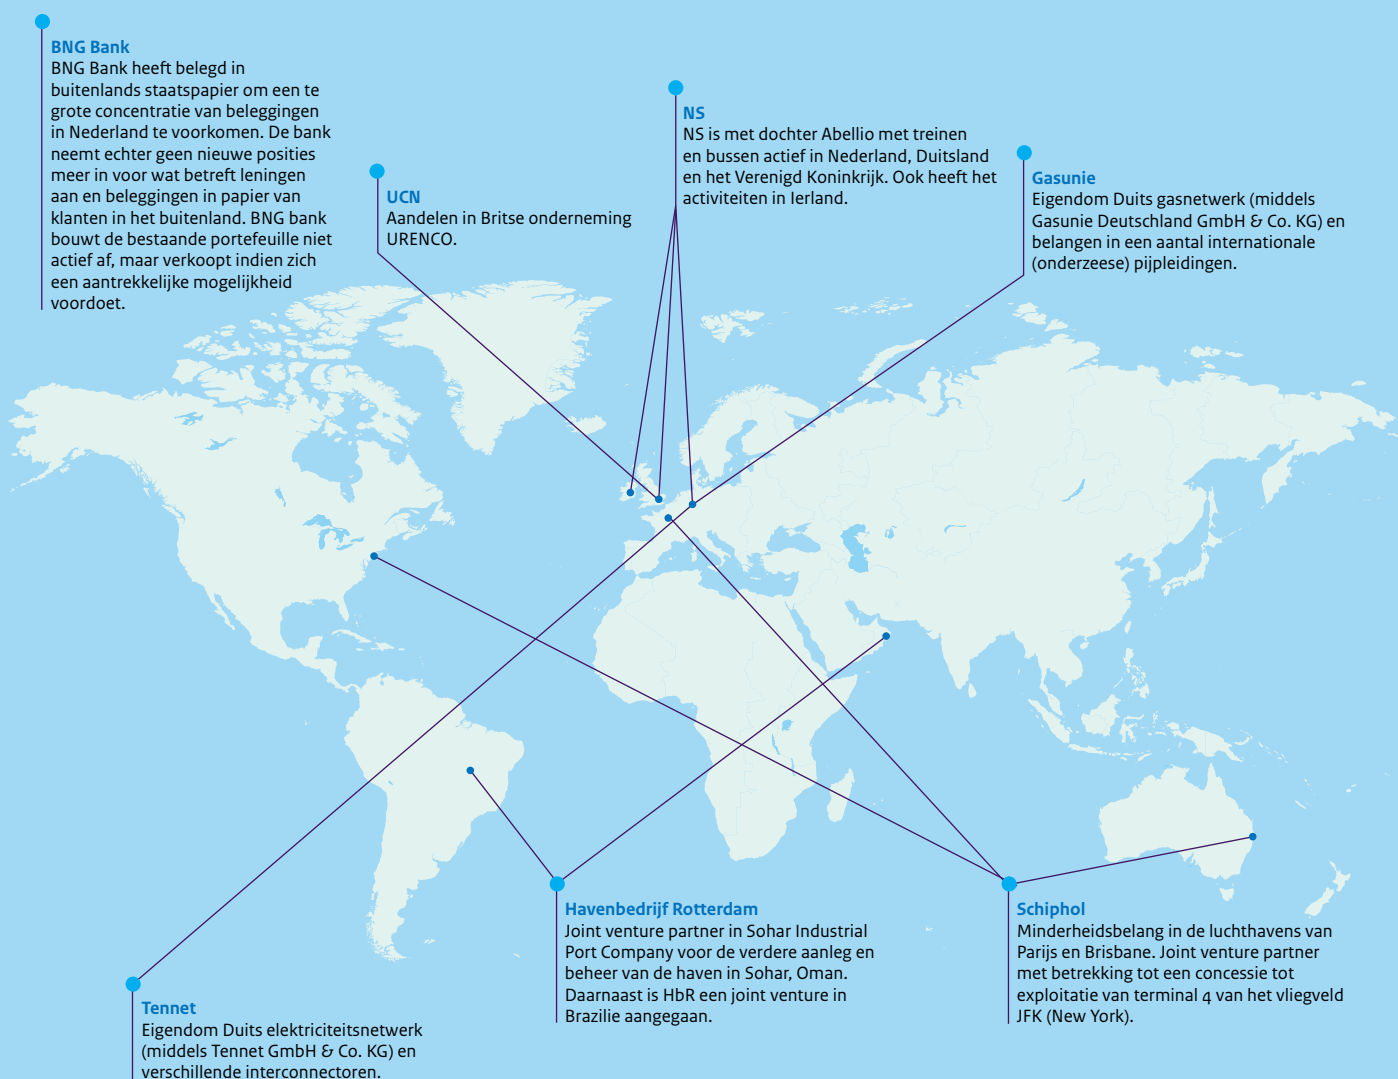 BNG Bank
BNG Bank heeft belegd in
buitenlands staatspapier om een te
grote concentratie van beleggingen
in Nederland te voorkomen. De bank
neemt echter geen nieuwe posities
meer in voor wat betreft leningen
aan en beleggingen in papier van
klanten in het buitenland. BNG bank
bouwt de bestaande portefeuille niet
actief af, maar verkoopt indien zich
een aantrekkelijke mogelijkheid
voordoet.
UCN
Aandelen in Britse onderneming
URENCO.
NS
NS is met dochter Abellio met treinen
en bussen actief in Nederland, Duitsland
en het Verenigd Koninkrijk. Ook heeft het
activiteiten in Ierland.
Gasunie
Eigendom Duits gasnetwerk (middels
Gasunie Deutschland GmbH & Co. KG) en
belangen in een aantal internationale
(onderzeese) pijpleidingen.
Tennet
Eigendom Duits elektriciteitsnetwerk
(middels Tennet GmbH & Co. KG) en
verschillende interconnectoren.
Havenbedrijf Rotterdam
Joint venture partner in Sohar Industrial
Port Company voor de verdere aanleg en
beheer van de haven in Sohar, Oman.
Daarnaast is HbR een joint venture in
Brazilie aangegaan.
Schiphol
Minderheidsbelang in de luchthavens van
Parijs en Brisbane. Joint venture partner
met betrekking tot een concessie tot
exploitatie van terminal 4 van het vliegveld
JFK (New York).